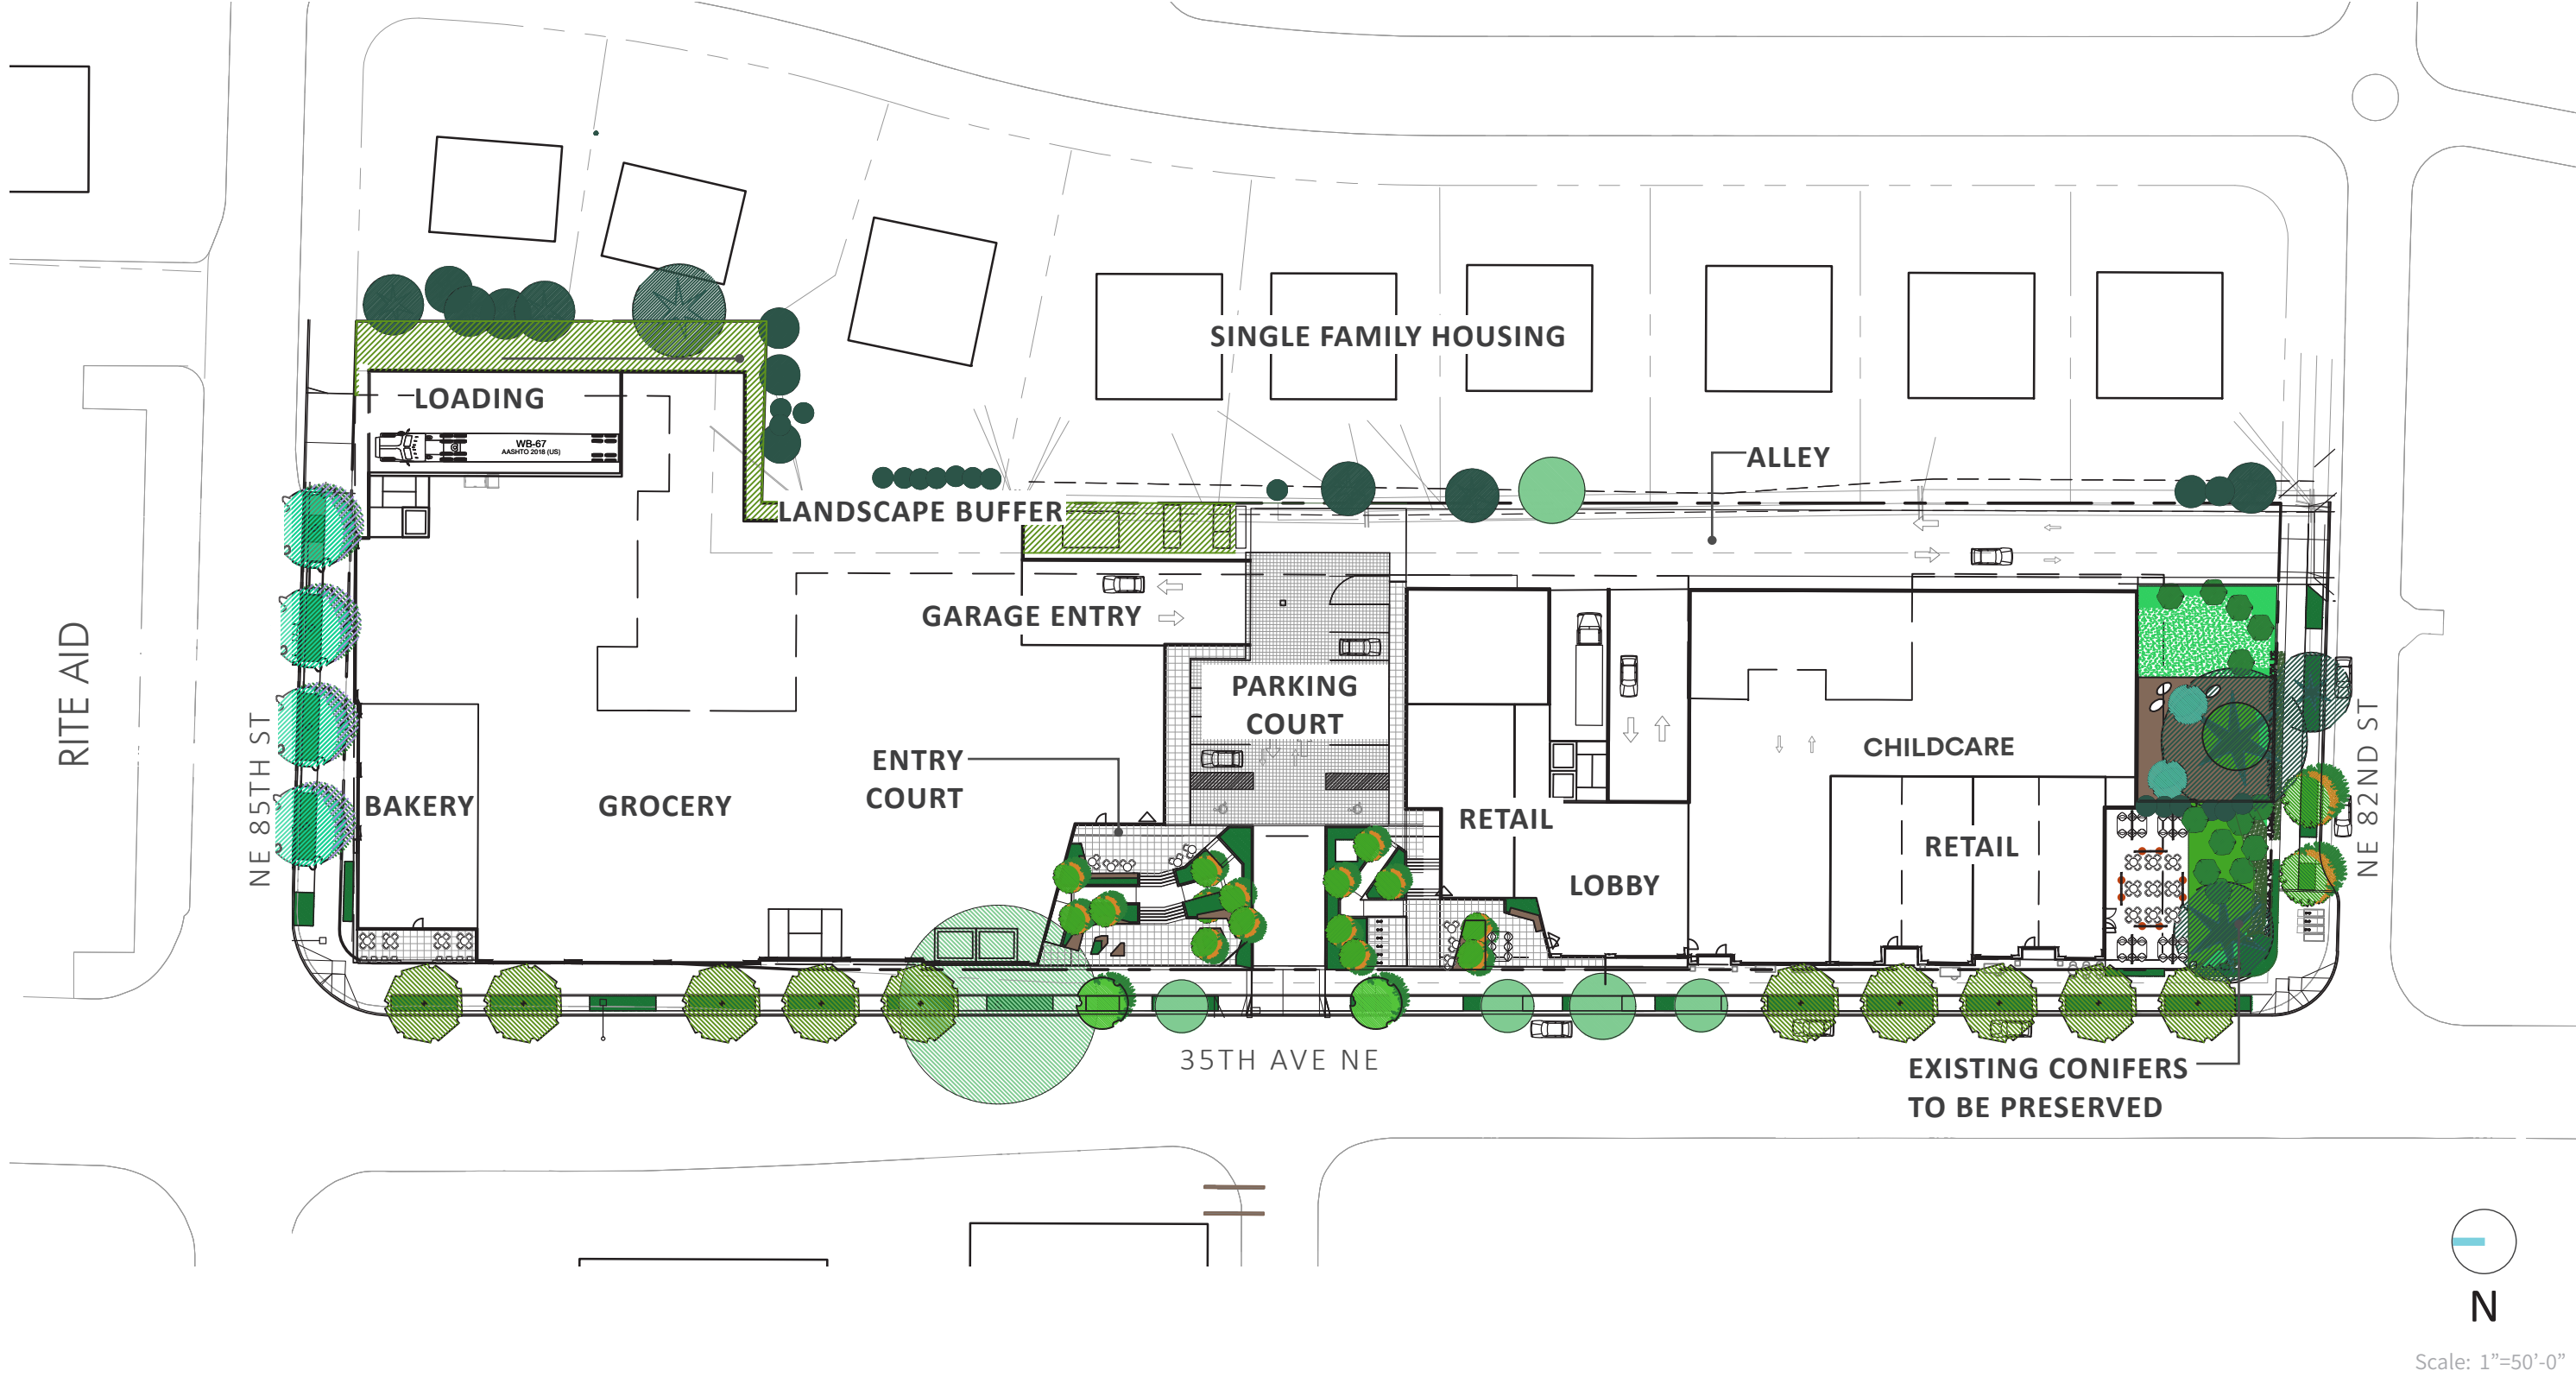 SINGLE FAMILY HOUSING
LOADING
WB-67
AASHTO 2018 (US)
ALLEY
LANDSCAPE BUFFER
GARAGE ENTRY
RITE AID
NE 85TH ST
PARKING
COURT
ENTRY
COURT
BAKERY
GROCERY
RETAIL
LOBBY
CHILDCARE
RETAIL
NE 82ND ST
35TH AVE NE
EXISTING CONIFERS
TO BE PRESERVED
N
Scale: 1"=50'-0"